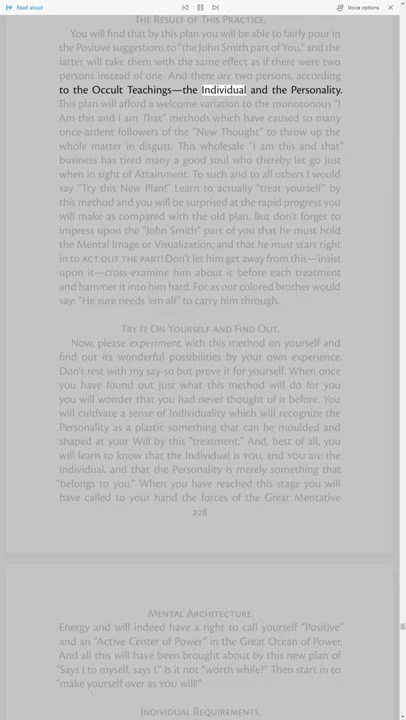 Read aloud
Voice options
The Result of This Practice.
You will find that by this plan you will be able to fairly pour in
the Positive suggestions to “the John Smith part of You,” and the
latter will take them with the same effect as if there were two
persons instead of one. And there are two persons, according
to the Occult Teachings—the Individual and the Personality.
This plan will afford a welcome variation to the monotonous “I
Am this and I am That” methods which have caused so many
once-ardent followers of the “New Thought” to throw up the
whole matter in disgust. This wholesale “I am this and that”
business has tired many a good soul who thereby let go just
when in sight of Attainment. To such and to all others I would
say “Try this New Plan!” Learn to actually “treat yourself” by
this method and you will be surprised at the rapid progress you
will make as compared with the old plan. But don’t forget to
impress upon the “John Smith” part of you that he must hold
the Mental Image or Visualization, and that he must start right
in to ACT OUT THE PART! Don’t let him get away from this—insist
upon it—cross-examine him about it before each treatment
and hammer it into him hard. For as our colored brother would
say: “He sure needs ’em all” to carry him through.
Try It On Yourself and Find Out.
Now, please experiment with this method on yourself and
find out its wonderful possibilities by your own experience.
Don’t rest with my say-so but prove it for yourself. When once
you have found out just what this method will do for you
you will wonder that you had never thought of it before. You
will cultivate a sense of Individuality which will recognize the
Personality as a plastic something that can be moulded and
shaped at your Will by this “treatment.” And, best of all, you
will learn to know that the Individual is YOU, and YOU are the
Individual, and that the Personality is merely something that
“belongs to you.” When you have reached this stage you will
have called to your hand the forces of the Great Mentative
228
Mental Architecture.
Energy and will indeed have a right to call yourself “Positive”
and an “Active Center of Power” in the Great Ocean of Power.
And all this will have been brought about by this new plan of
“Says I to myself, says I.” Is it not “worth while?” Then start in to
“make yourself over as YOU will!”
Individual Requirements.